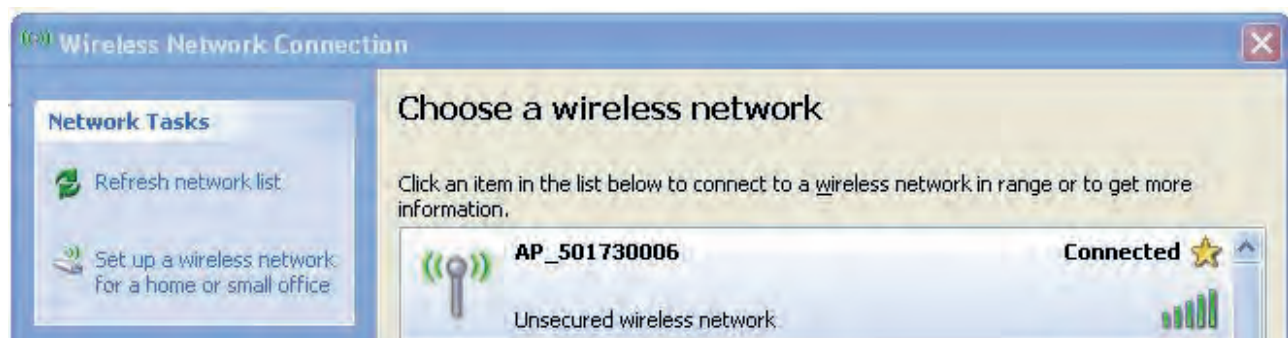 Wireless Network Connection
Network Tasks
Refresh network list
Set up a wireless network
for a home or small office
Choose a wireless network
Click an item in the list below to connect to a wireless network in range or to get more
information.
AP_501730006
Connected
Unsecured wireless network